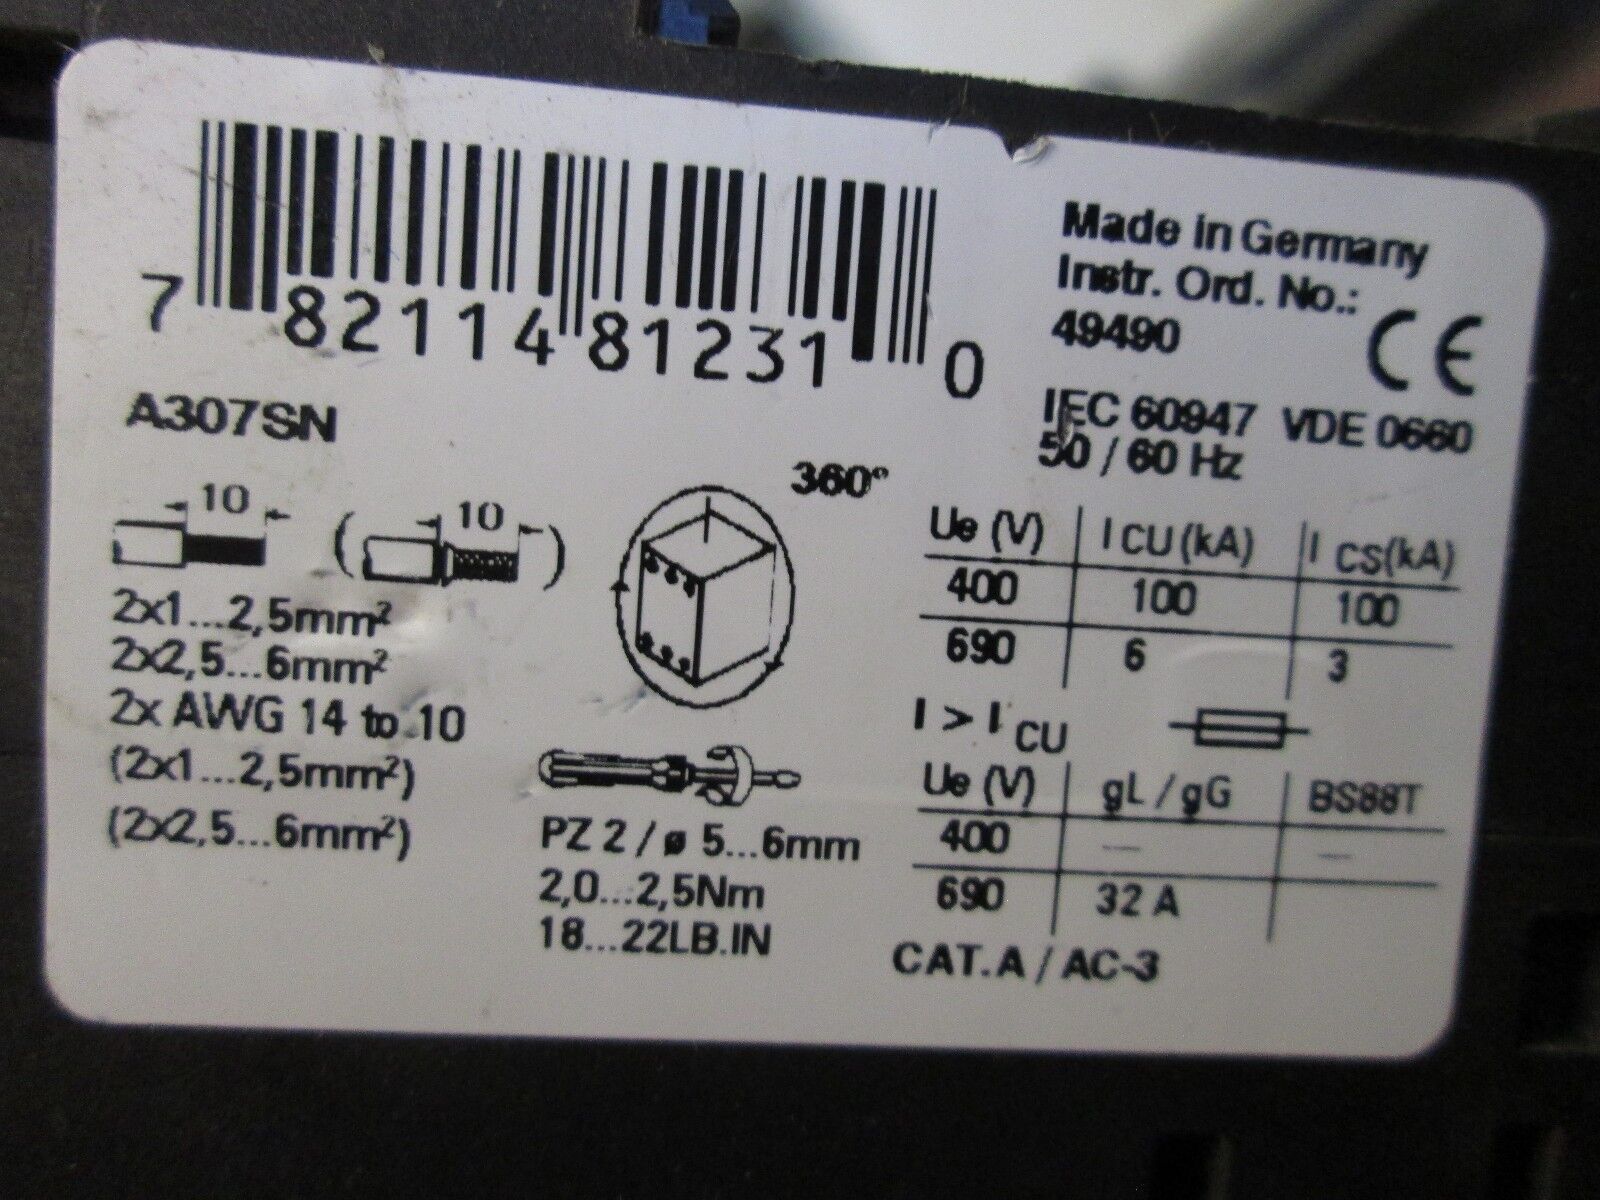 7 82114 81231 0
A307SN
10
( 10 )
2x1...2,5mm²
2x2,5...6mm²
2x AWG 14 to 10
(2x1...2,5mm²)
(2x2,5...6mm²)
360°
PZ 2 / ø 5...6mm
2,0...2,5Nm
18...22LB.IN
Made in Germany
Instr. Ord. No.:
49490
CE
IEC 60947 VDE 0660
50 / 60 Hz
Ue (V) I CU (kA) I CS(kA)
400 100 100
690 6 3
I > I CU
Ue (V) gL / gG BS88T
400 — —
690 32 A
CAT.A / AC-3